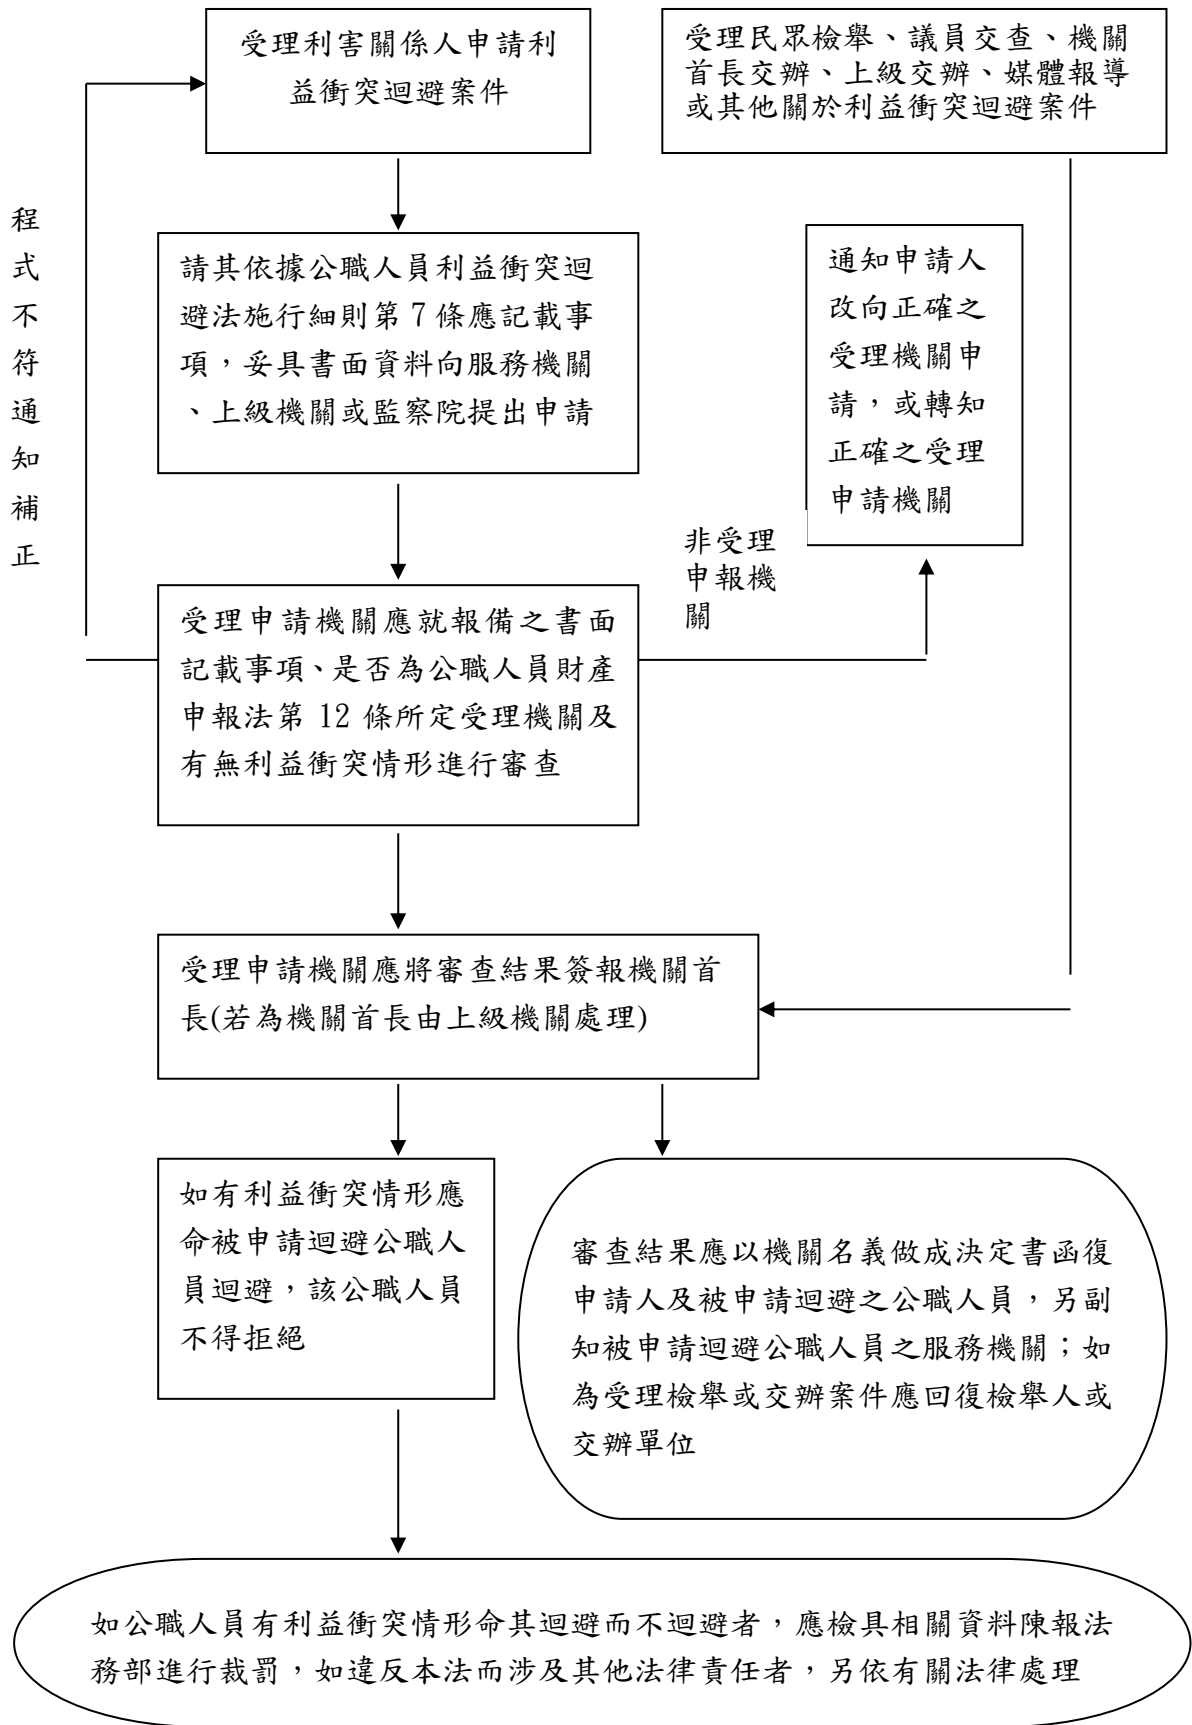 受理利害關係人申請利
益衝突迴避案件
受理民眾檢舉、議員交查、機關
首長交辦、上級交辦、媒體報導
或其他關於利益衝突迴避案件
程
式
不
符
通
知
補
正
請其依據公職人員利益衝突迴
避法施行細則第 7 條應記載事
項，妥具書面資料向服務機關
、上級機關或監察院提出申請
通知申請人
改向正確之
受理機關申
請，或轉知
正確之受理
申請機關
非受理
申報機
關
受理申請機關應就報備之書面
記載事項、是否為公職人員財產
申報法第 12 條所定受理機關及
有無利益衝突情形進行審查
受理申請機關應將審查結果簽報機關首
長(若為機關首長由上級機關處理)
如有利益衝突情形應
命被申請迴避公職人
員迴避，該公職人員
不得拒絕
審查結果應以機關名義做成決定書函復
申請人及被申請迴避之公職人員，另副
知被申請迴避公職人員之服務機關；如
為受理檢舉或交辦案件應回復檢舉人或
交辦單位
如公職人員有利益衝突情形命其迴避而不迴避者，應檢具相關資料陳報法
務部進行裁罰，如違反本法而涉及其他法律責任者，另依有關法律處理